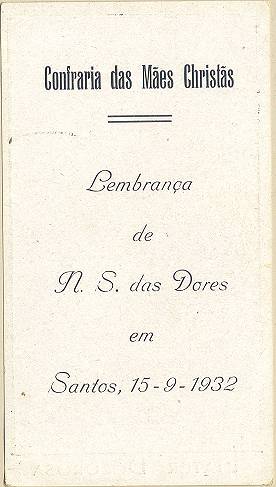 Confraria das Mães Christãs
Lembrança
de
N. S. das Dores
em
Santos, 15-9-1932